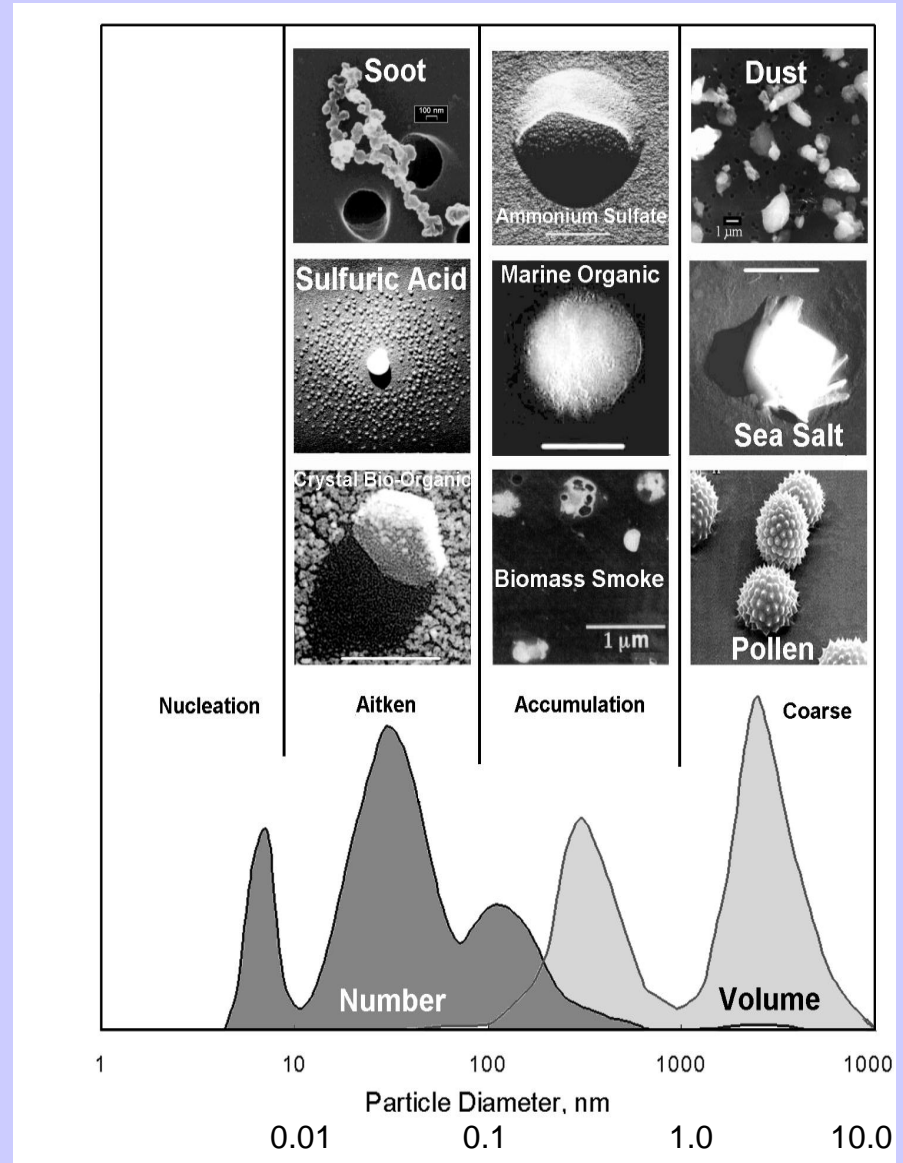 Soot
100 nm
Ammonium Sulfate
Dust
1 μm
Sulfuric Acid
Marine Organic
Sea Salt
Crystal Bio-Organic
Biomass Smoke
1 μm
Pollen
Nucleation
Aitken
Accumulation
Coarse
Number
Volume
1 10 100 1000 1000
Particle Diameter, nm
0.01 0.1 1.0 10.0